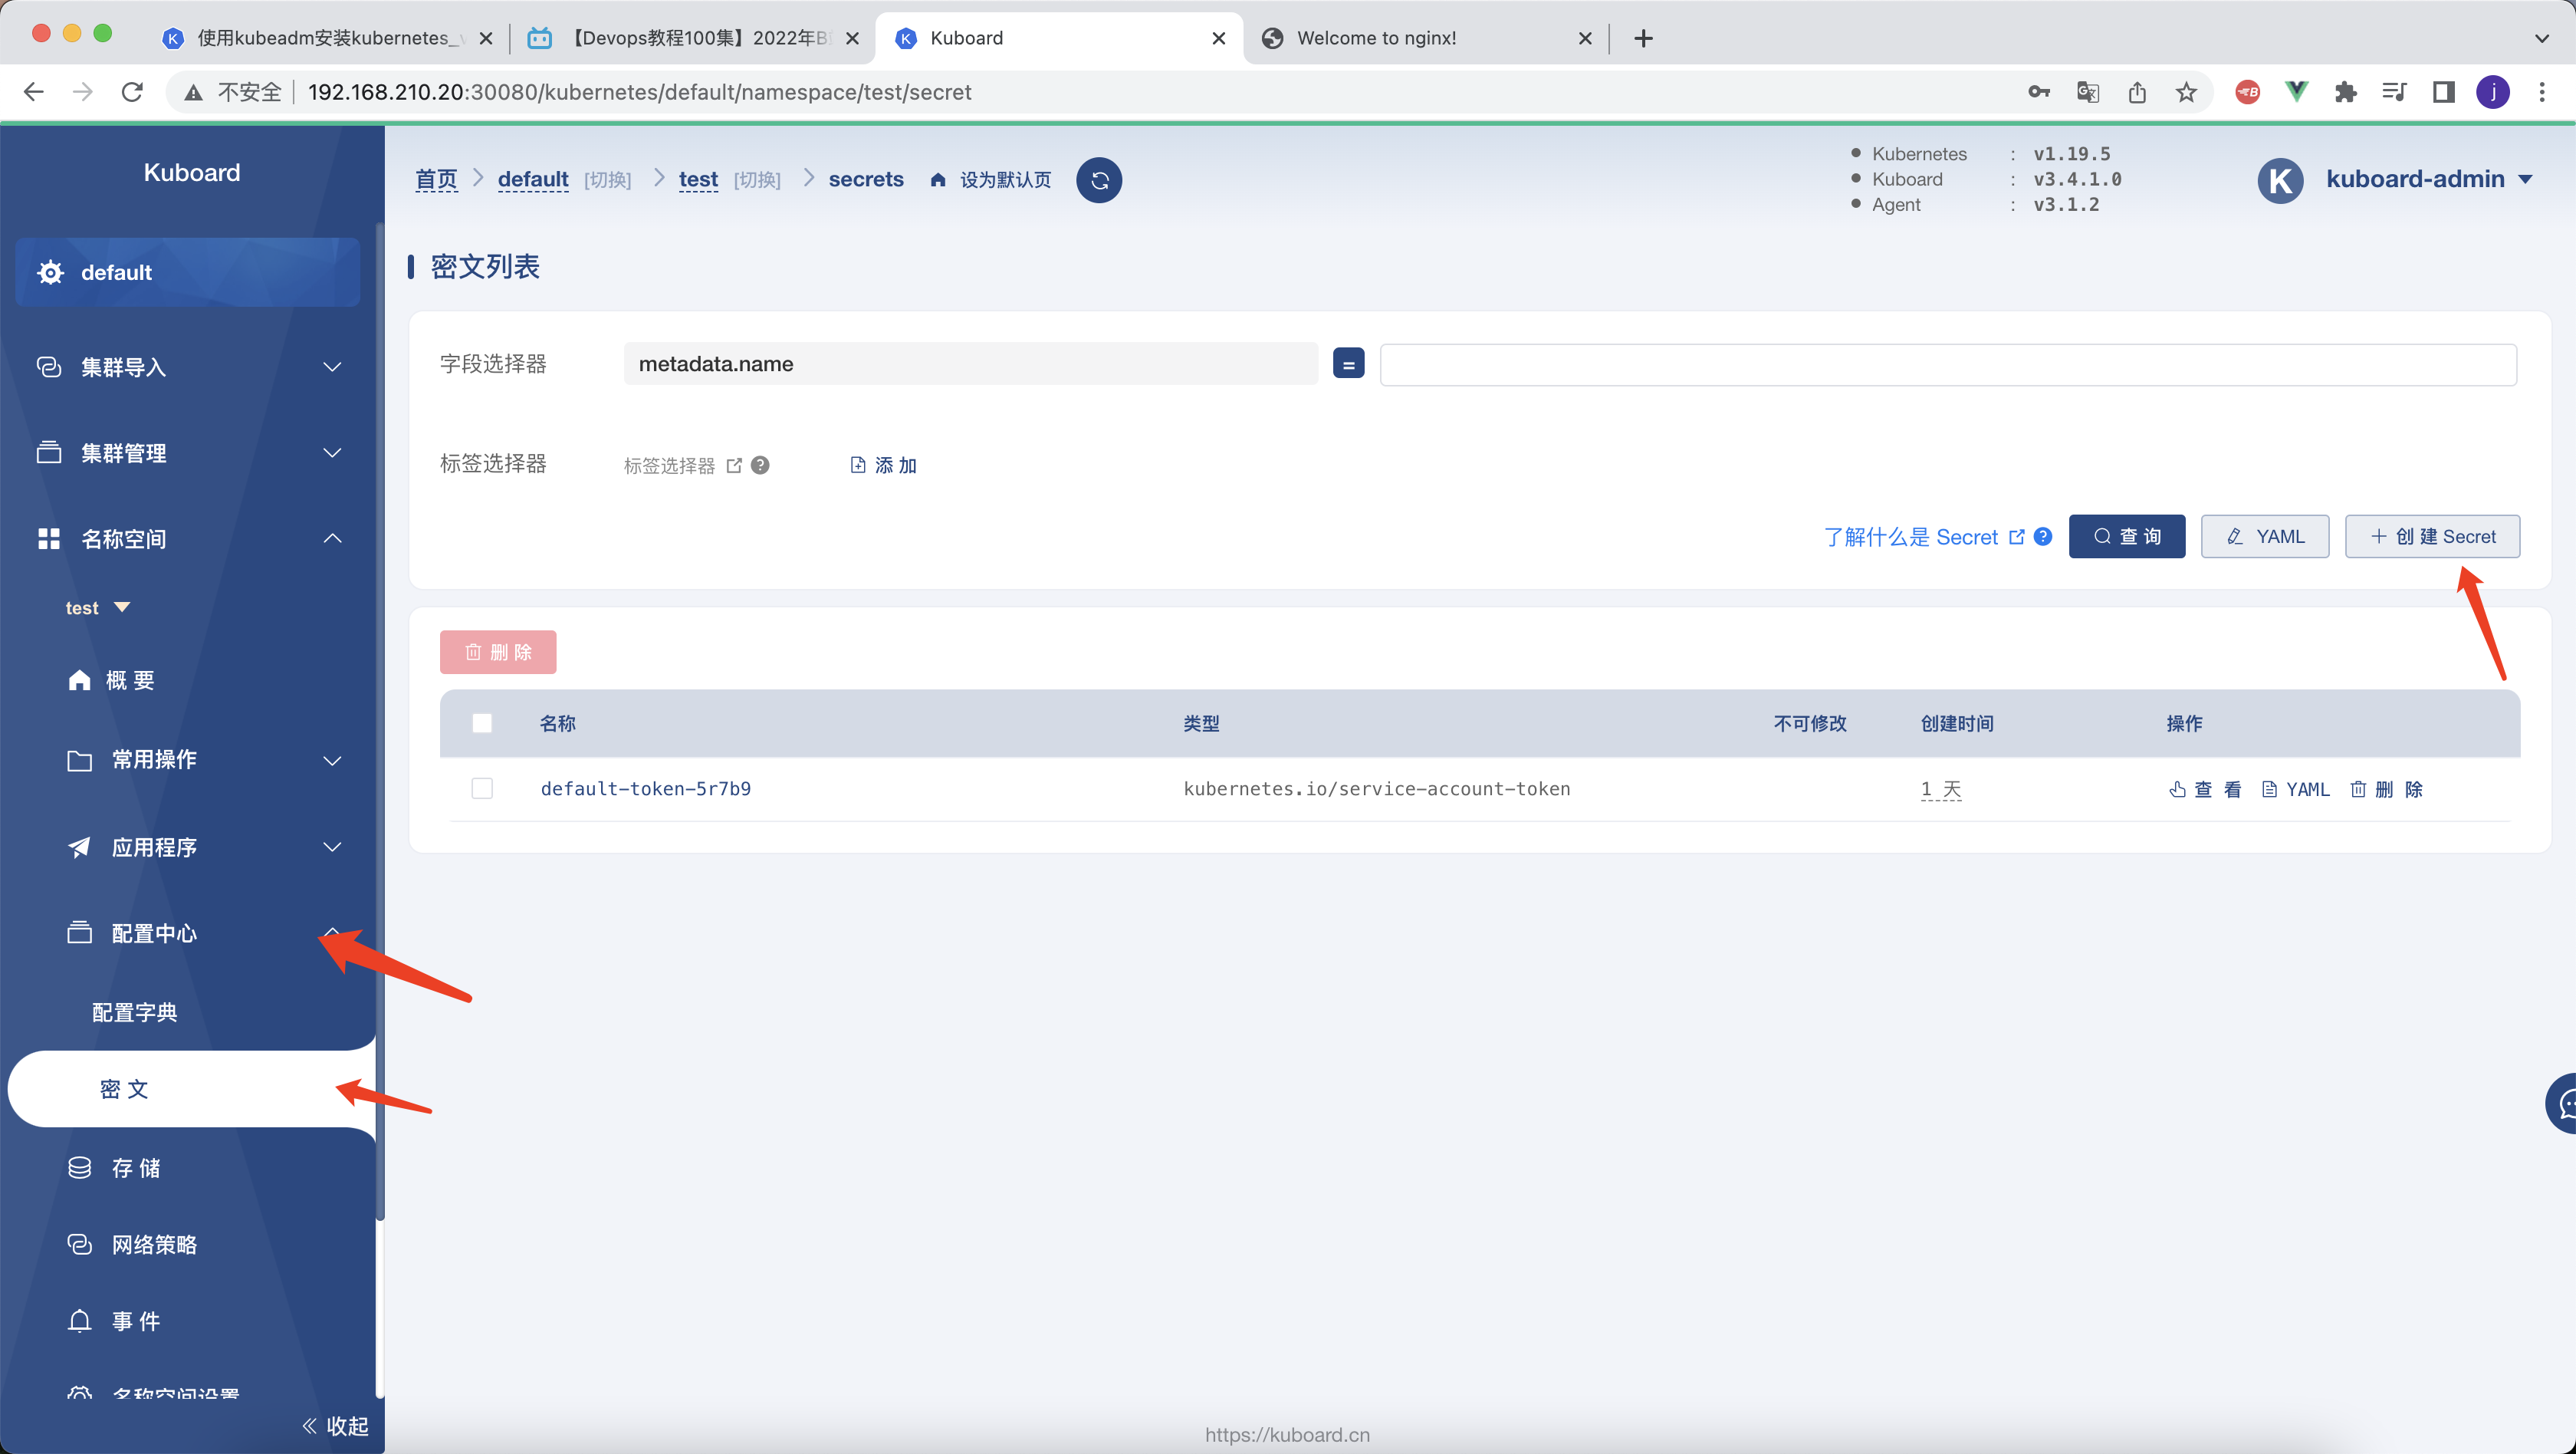 使用kubeadm安装kubernetes_v
【Devops教程100集】2022年B
Kuboard
Welcome to nginx!
不安全
192.168.210.20:30080/kubernetes/default/namespace/test/secret
j
Kuboard
首页 > default [切换] > test [切换] > secrets 设为默认页
Kubernetes : v1.19.5
Kuboard : v3.4.1.0
Agent : v3.1.2
K kuboard-admin
default
集群导入
集群管理
名称空间
test
概 要
常用操作
应用程序
配置中心
配置字典
密 文
存 储
网络策略
事 件
名称空间设置
« 收起
密文列表
字段选择器 metadata.name =
标签选择器 标签选择器 添 加
了解什么是 Secret 查 询 YAML + 创 建 Secret
删 除
名称 类型 不可修改 创建时间 操作
default-token-5r7b9 kubernetes.io/service-account-token 1 天 查 看 YAML 删 除
https://kuboard.cn